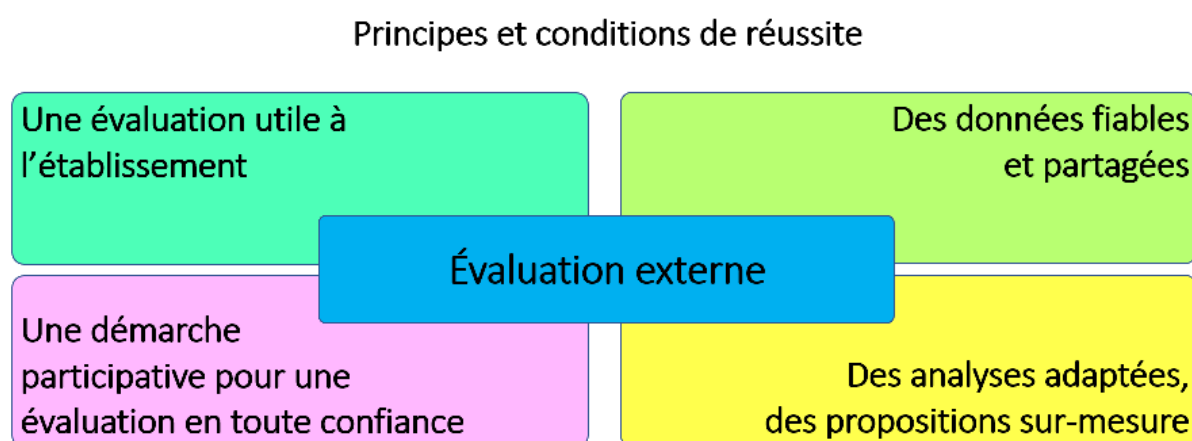 Principes et conditions de réussite
Une évaluation utile à
l'établissement
Des données fiables
et partagées
Évaluation externe
Une démarche
participative pour une
évaluation en toute confiance
Des analyses adaptées,
des propositions sur-mesure